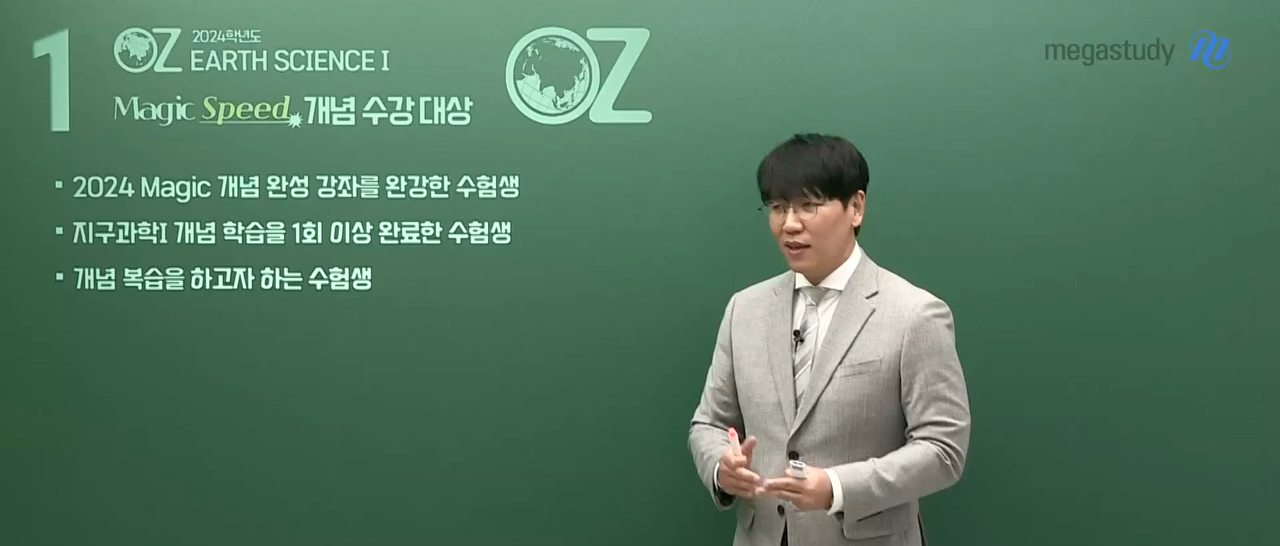 1
OZ 2024학년도
EARTH SCIENCE I
Magic Speed 개념 수강 대상
OZ
megastudy
▪ 2024 Magic 개념 완성 강좌를 완강한 수험생
▪ 지구과학I 개념 학습을 1회 이상 완료한 수험생
▪ 개념 복습을 하고자 하는 수험생